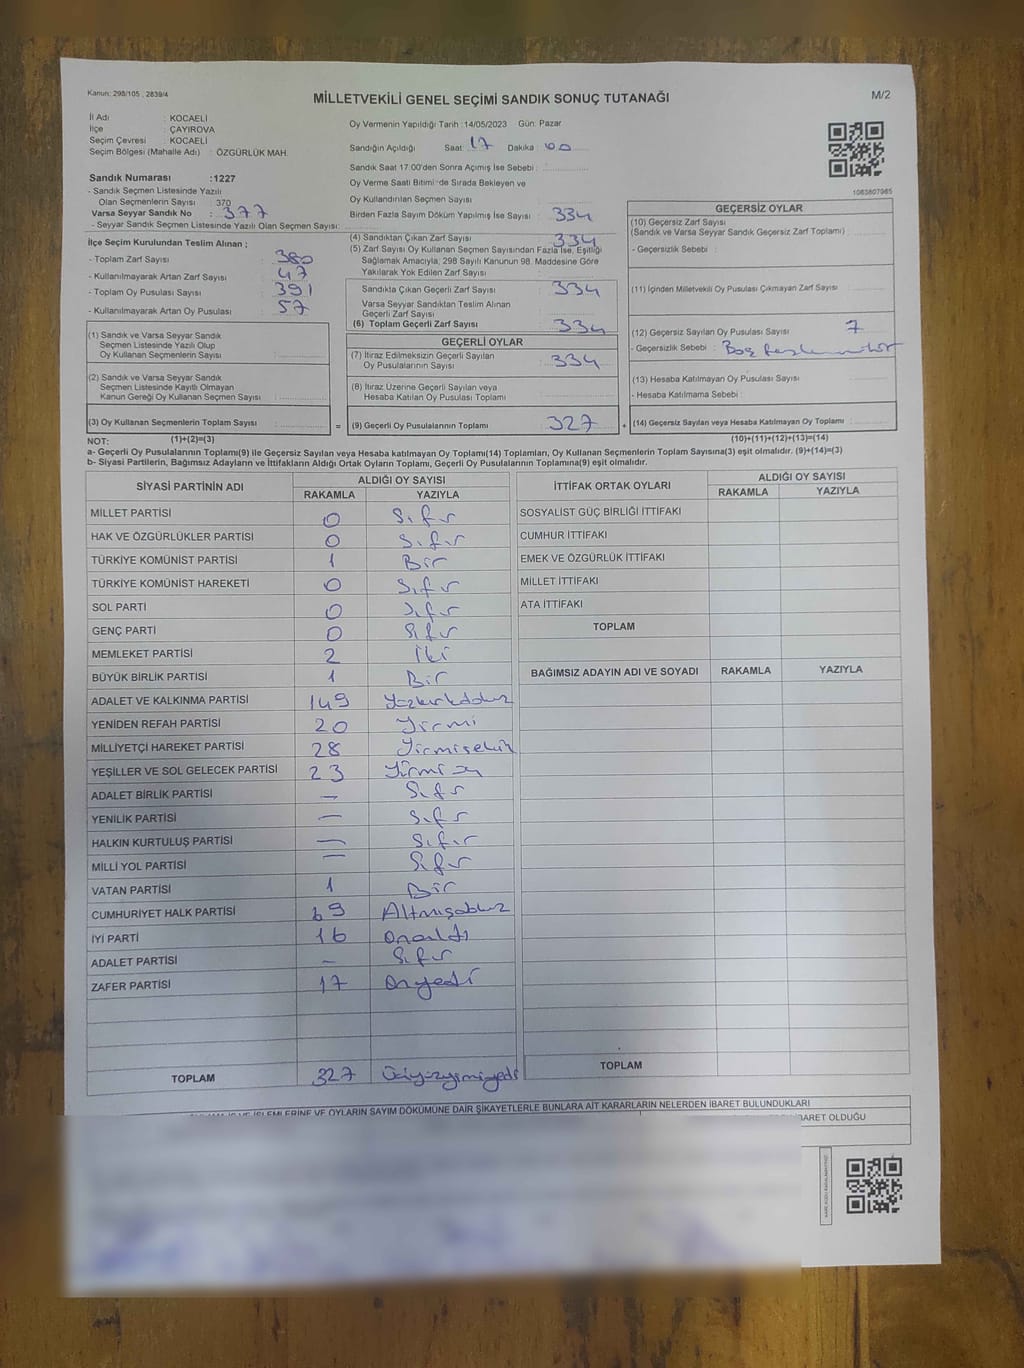 Kanun: 298/105 , 2839/4
MİLLETVEKİLİ GENEL SEÇİMİ SANDIK SONUÇ TUTANAĞI
M/2
İl Adı : KOCAELİ
İlçe : ÇAYIROVA
Seçim Çevresi : KOCAELİ
Seçim Bölgesi (Mahalle Adı) : ÖZGÜRLÜK MAH.
Sandık Numarası :1227
- Sandık Seçmen Listesinde Yazılı
Olan Seçmenlerin Sayısı : 370
Varsa Seyyar Sandık No : 377
- Seyyar Sandık Seçmen Listesinde Yazılı Olan Seçmen Sayısı:
İlçe Seçim Kurulundan Teslim Alınan ;
- Toplam Zarf Sayısı : 380
- Kullanılmayarak Artan Zarf Sayısı : 47
- Toplam Oy Pusulası Sayısı : 391
- Kullanılmayarak Artan Oy Pusulası : 57
Oy Vermenin Yapıldığı Tarih :14/05/2023 Gün: Pazar
Sandığın Açıldığı Saat 17 Dakika 00
Sandık Saat 17:00'den Sonra Açımış İse Sebebi :
Oy Verme Saati Bitimi -de Sırada Bekleyen ve
Oy Kullandırılan Seçmen Sayısı :
Birden Fazla Sayım Döküm Yapılmış İse Sayısı : 334
(4) Sandıktan Çıkan Zarf Sayısı : 334
(5) Zarf Sayısı Oy Kullanan Seçmen Sayısından Fazla İse, Eşitliği
Sağlamak Amacıyla, 298 Sayılı Kanunun 98. Maddesine Göre
Yakılarak Yok Edilen Zarf Sayısı :
Sandıkta Çıkan Geçerli Zarf Sayısı : 334
Varsa Seyyar Sandıktan Teslim Alınan
Geçerli Zarf Sayısı :
(6) Toplam Geçerli Zarf Sayısı : 334
1083807985
GEÇERSİZ OYLAR
(10) Geçersiz Zarf Sayısı
(Sandık ve Varsa Seyyar Sandık Geçersiz Zarf Toplamı) :
- Geçersizlik Sebebi :
(11) İçinden Milletvekili Oy Pusulası Çıkmayan Zarf Sayısı :
(12) Geçersiz Sayılan Oy Pusulası Sayısı : 7
- Geçersizlik Sebebi : Boş
(13) Hesaba Katılmayan Oy Pusulası Sayısı :
- Hesaba Katılmama Sebebi :
(14) Geçersiz Sayılan veya Hesaba Katılmayan Oy Toplamı :
(10)+(11)+(12)+(13)=(14)
(1) Sandık ve Varsa Seyyar Sandık
Seçmen Listesinde Yazılı Olup
Oy Kullanan Seçmenlerin Sayısı :
(2) Sandık ve Varsa Seyyar Sandık
Seçmen Listesinde Kayıtlı Olmayan
Kanun Gereği Oy Kullanan Seçmen Sayısı :
(3) Oy Kullanan Seçmenlerin Toplam Sayısı : =
(1)+(2)=(3)
GEÇERLİ OYLAR
(7) İtiraz Edilmeksizin Geçerli Sayılan
Oy Pusulalarının Sayısı : 334
(8) İtiraz Üzerine Geçerli Sayılan veya
Hesaba Katılan Oy Pusulası Toplamı :
(9) Geçerli Oy Pusulalarının Toplamı : 327 +
NOT:
a- Geçerli Oy Pusulalarının Toplamı(9) ile Geçersiz Sayılan veya Hesaba katılmayan Oy Toplamı(14) Toplamları, Oy Kullanan Seçmenlerin Toplam Sayısına(3) eşit olmalıdır. (9)+(14)=(3)
b- Siyasi Partilerin, Bağımsız Adayların ve İttifakların Aldığı Ortak Oyların Toplamı, Geçerli Oy Pusulalarının Toplamına(9) eşit olmalıdır.
SİYASİ PARTİNİN ADI ALDIĞI OY SAYISI
RAKAMLA YAZIYLA
MİLLET PARTİSİ 0 Sıfır
HAK VE ÖZGÜRLÜKLER PARTİSİ 0 Sıfır
TÜRKİYE KOMÜNİST PARTİSİ 1 Bir
TÜRKİYE KOMÜNİST HAREKETİ 0 Sıfır
SOL PARTİ 0 Sıfır
GENÇ PARTİ 0 Sıfır
MEMLEKET PARTİSİ 2 İki
BÜYÜK BİRLİK PARTİSİ 1 Bir
ADALET VE KALKINMA PARTİSİ 149 Yüzkırkdokuz
YENİDEN REFAH PARTİSİ 20 Yirmi
MİLLİYETÇİ HAREKET PARTİSİ 28 Yirmisekiz
YEŞİLLER VE SOL GELECEK PARTİSİ 23 Yirmi üç
ADALET BİRLİK PARTİSİ — Sıfır
YENİLİK PARTİSİ — Sıfır
HALKIN KURTULUŞ PARTİSİ — Sıfır
MİLLİ YOL PARTİSİ — Sıfır
VATAN PARTİSİ 1 Bir
CUMHURİYET HALK PARTİSİ 69 Altmışdokuz
İYİ PARTİ 16 Onaltı
ADALET PARTİSİ — Sıfır
ZAFER PARTİSİ 17 Onyedi
TOPLAM 327 Üçyüzyirmiyedi
İTTİFAK ORTAK OYLARI ALDIĞI OY SAYISI
RAKAMLA YAZIYLA
SOSYALİST GÜÇ BİRLİĞİ İTTİFAKI
CUMHUR İTTİFAKI
EMEK VE ÖZGÜRLÜK İTTİFAKI
MİLLET İTTİFAKI
ATA İTTİFAKI
TOPLAM
BAĞIMSIZ ADAYIN ADI VE SOYADI RAKAMLA YAZIYLA
TOPLAM
İŞLEMLERİNE VE OYLARIN SAYIM DÖKÜMÜNE DAİR ŞİKAYETLERLE BUNLARA AİT KARARLARIN NELERDEN İBARET BULUNDUKLARI
İBARET OLDUĞU